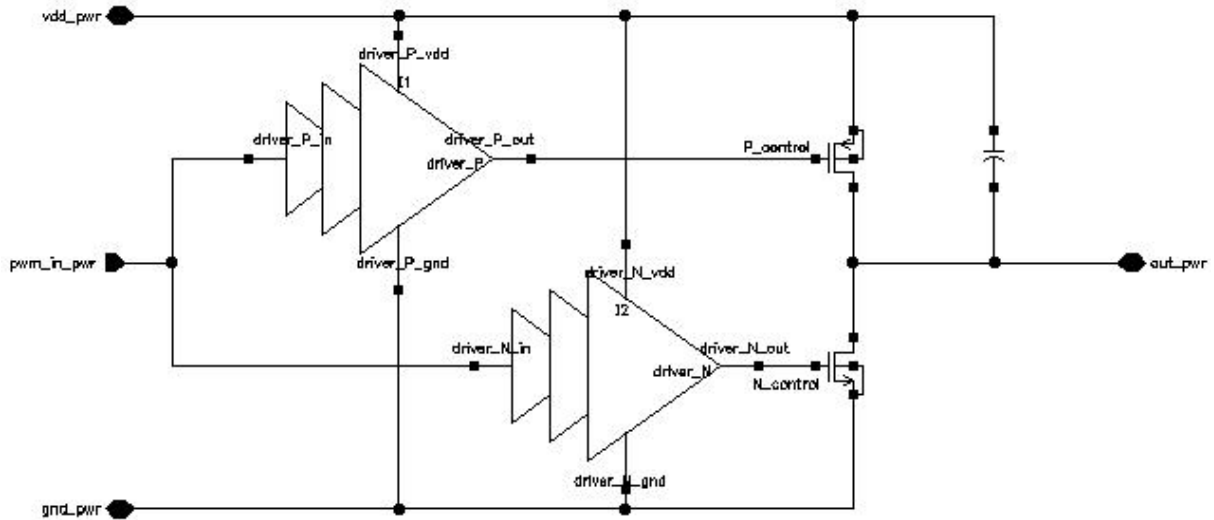 vdd_pwr
driver_P_vdd
I1
driver_P_in
driver_P_out
driver_P
P_control
pwm_in_pwr
driver_P_gnd
out_pwr
driver_N_vdd
I2
driver_N_in
driver_N_out
driver_N
N_control
driver_N_gnd
gnd_pwr